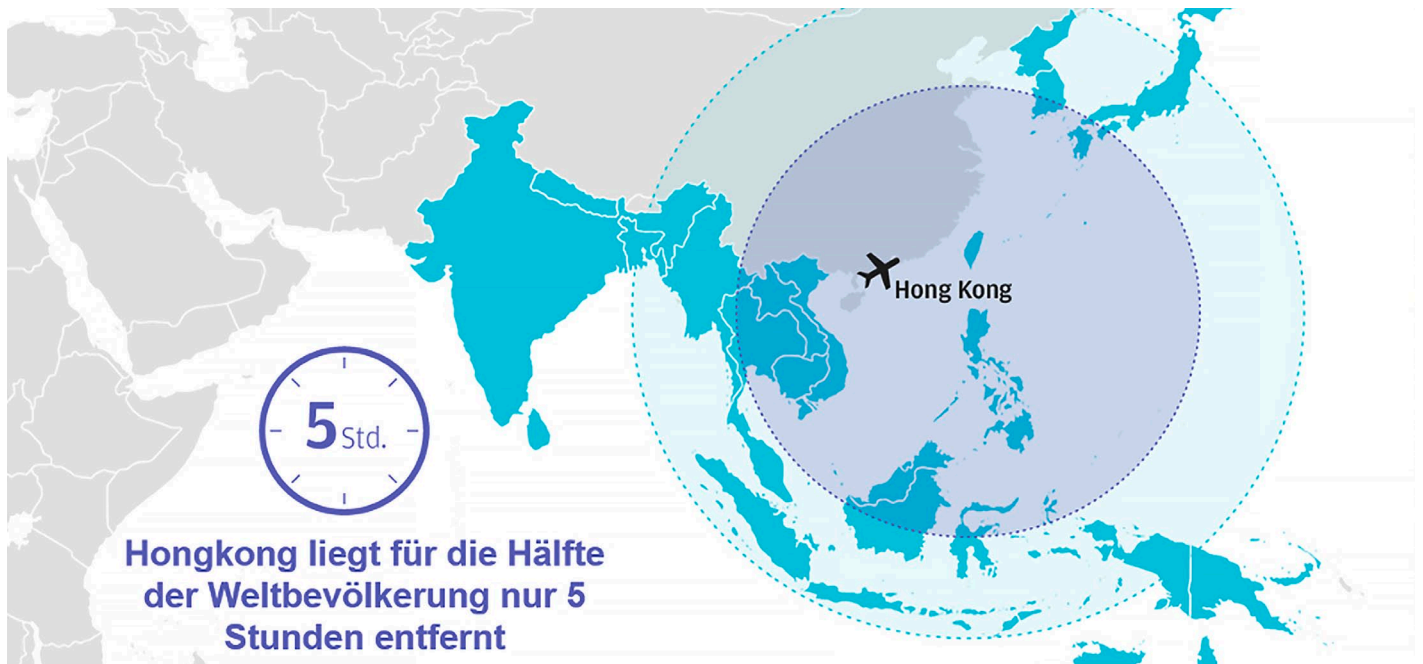 Hong Kong
5 Std.
Hongkong liegt für die Hälfte
der Weltbevölkerung nur 5
Stunden entfernt